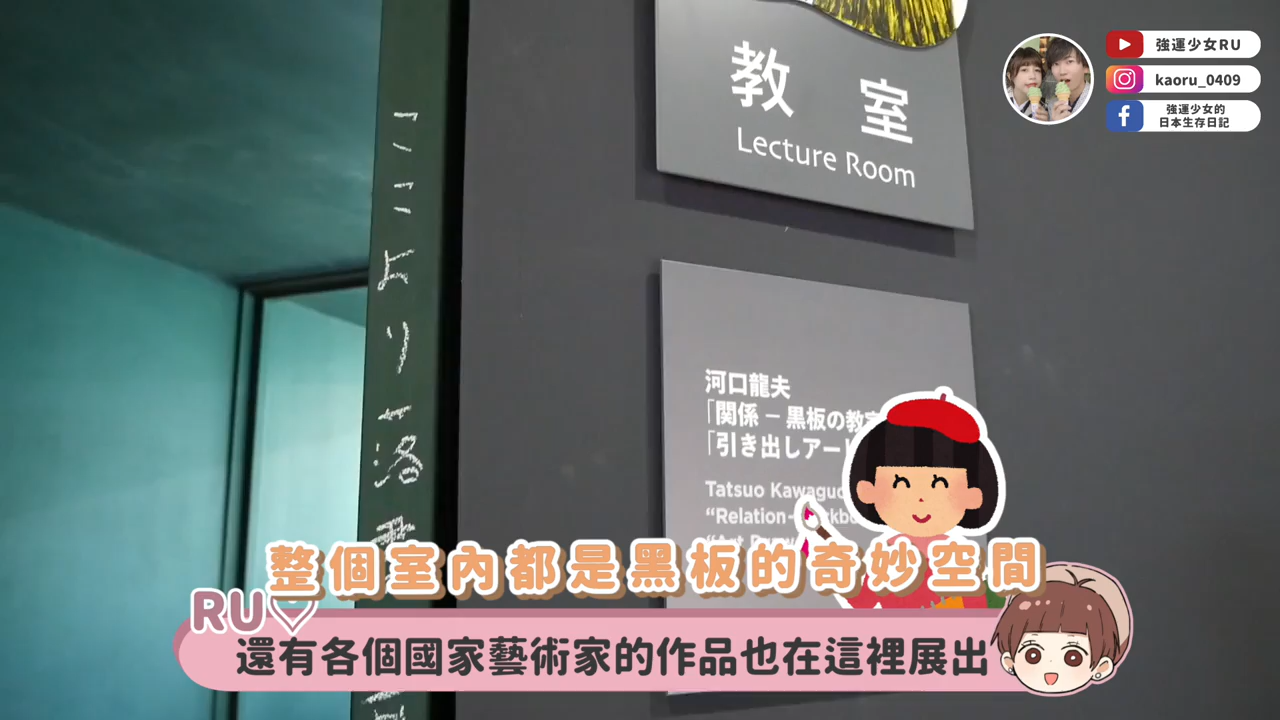 教室
Lecture Room
強運少女RU
kaoru_0409
強運少女的
日本生存日記
ここより
落
河口龍夫
「関係 – 黒板の教室
「引き出しアー
Tatsuo Kawaguc
“Relation-
整個室內都是黑板的奇妙空間
RU
還有各個國家藝術家的作品也在這裡展出